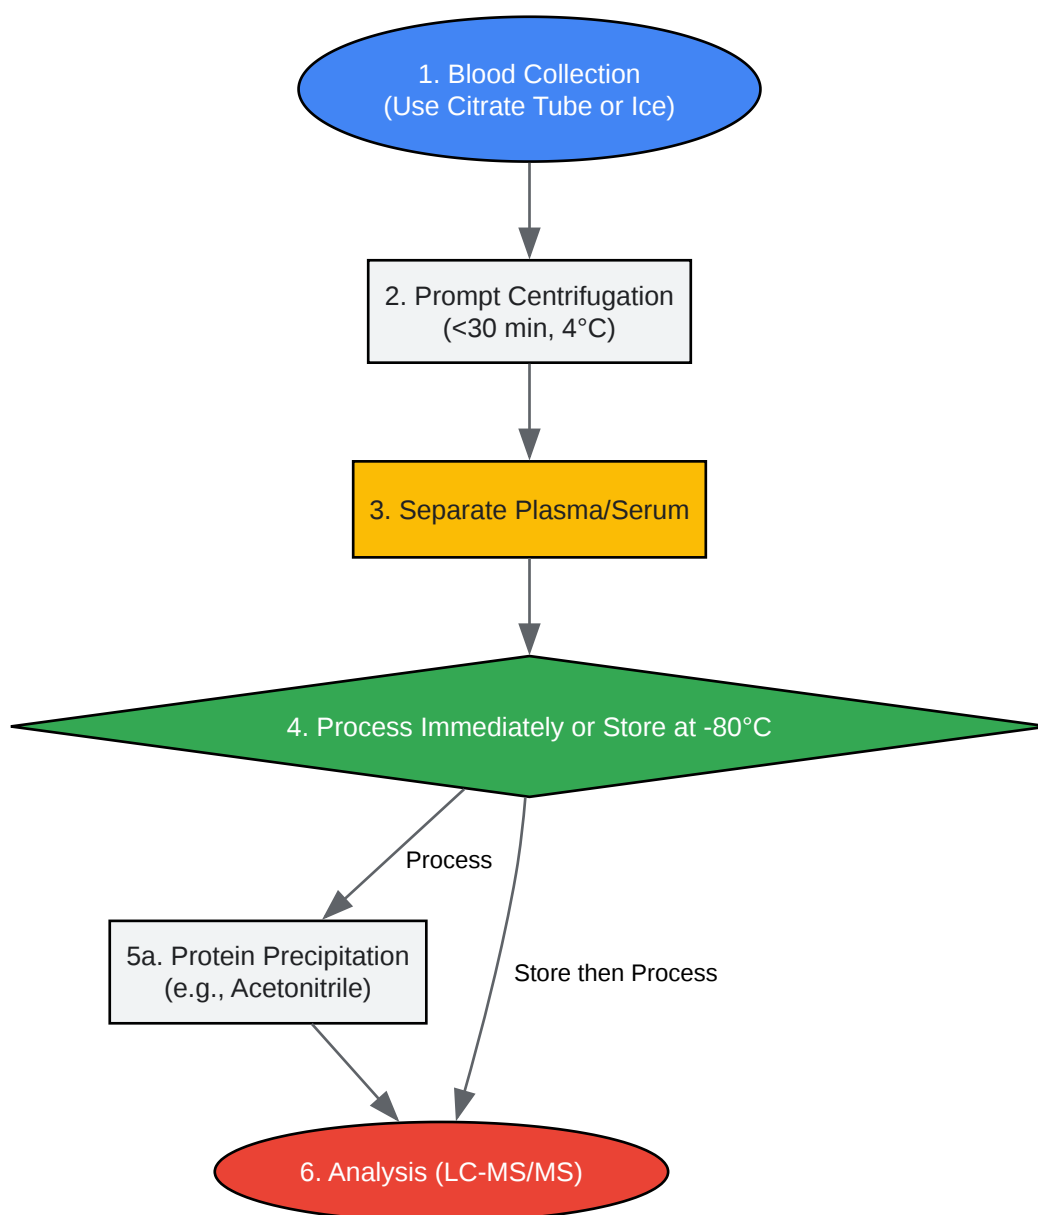 1. Blood Collection
(Use Citrate Tube or Ice)
2. Prompt Centrifugation
(<30 min, 4°C)
3. Separate Plasma/Serum
4. Process Immediately or Store at -80°C
Process
5a. Protein Precipitation
(e.g., Acetonitrile)
Store then Process
6. Analysis (LC-MS/MS)